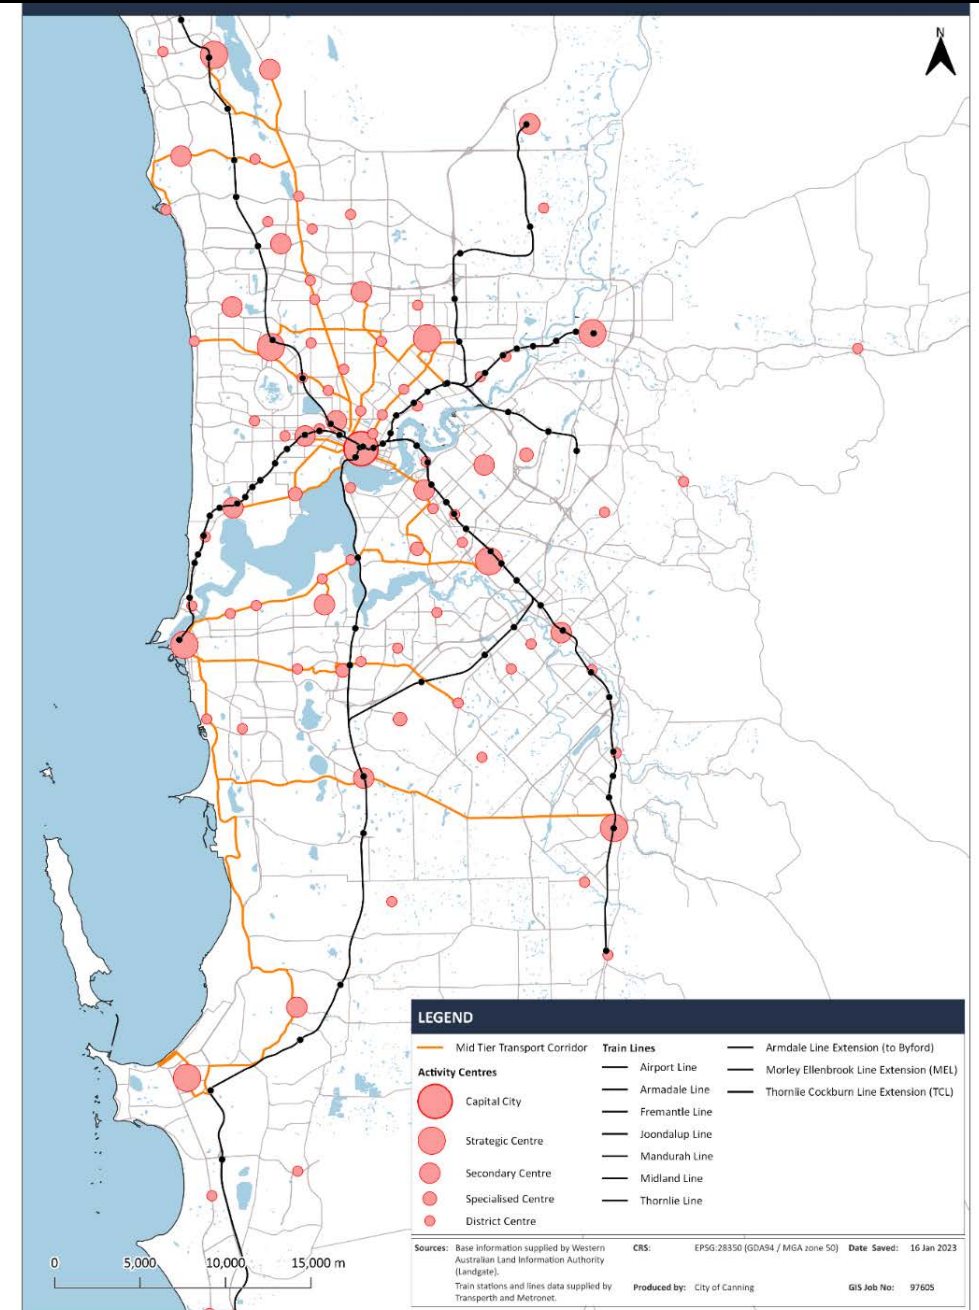 N
LEGEND
Mid Tier Transport Corridor
Activity Centres
Capital City
Strategic Centre
Secondary Centre
Specialised Centre
District Centre
Train Lines
Airport Line
Armadale Line
Fremantle Line
Joondalup Line
Mandurah Line
Midland Line
Thornlie Line
Armdale Line Extension (to Byford)
Morley Ellenbrook Line Extension (MEL)
Thornlie Cockburn Line Extension (TCL)
0 5,000 10,000 15,000 m
Sources: Base information supplied by Western
Australian Land Information Authority
(Landgate).
Train stations and lines data supplied by
Transperth and Metronet.
CRS: EPSG:28350 (GDA94 / MGA zone 50)
Date Saved: 16 Jan 2023
Produced by: City of Canning
GIS Job No: 97605